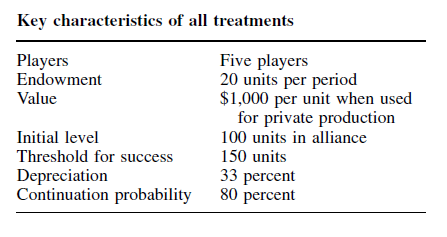 Key characteristics of all treatments
Players Five players
Endowment 20 units per period
Value $1,000 per unit when used
for private production
Initial level 100 units in alliance
Threshold for success 150 units
Depreciation 33 percent
Continuation probability 80 percent